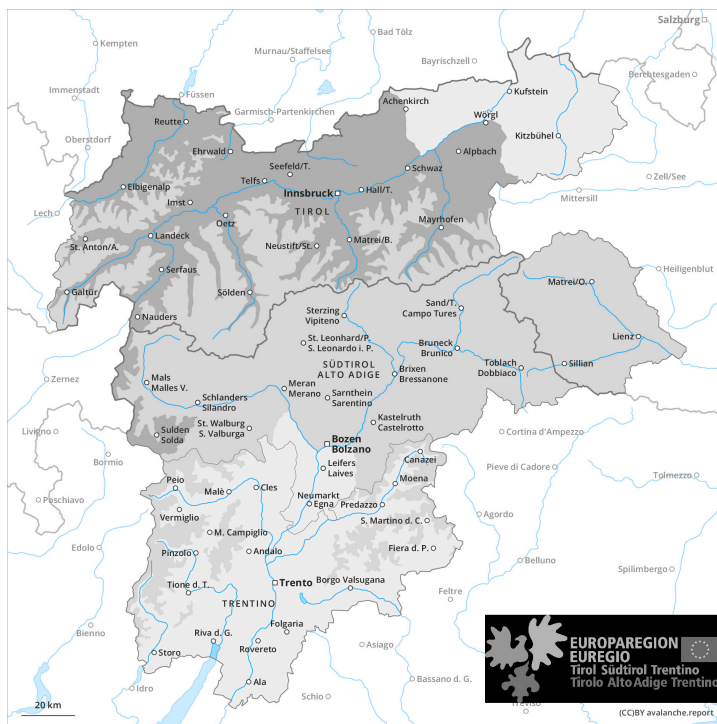 Salzburg
Kempten
Bad Tölz
Murnau/Staffelsee
Bayrischzell
Berchtesgaden
Immenstadt
Füssen
Garmisch-Partenkirchen
Achenkirch
Kufstein
Reutte
Wörgl
Oberstdorf
Ehrwald
Kitzbühel
Seefeld/T.
Alpbach
Telfs
Schwaz
Zell/See
Elbigenalp
Innsbruck
Hall/T.
Mittersill
Imst
TIROL
Lech
Oetz
Mayrhofen
Landeck
St. Anton/A.
Neustift/St.
Matrei/B.
Serfaus
Heiligenblut
Galtür
Sölden
Matrei/O.
Nauders
Sterzing
Vipiteno
Sand/T.
Campo Tures
Lienz
St. Leonhard/P.
S. Leonardo i. P.
Bruneck
Brunico
SÜDTIROL
ALTO ADIGE
Toblach
Dobbiaco
Sillian
Zernez
Mals
Malles V.
Meran
Merano
Brixen
Bressanone
Schlanders
Silandro
Sarnthein
Sarentino
Livigno
Sulden
Solda
St. Walburg
S. Valburga
Kastelruth
Castelrotto
Cortina d'Ampezzo
Bozen
Bolzano
Bormio
Canazei
Leifers
Laives
Pieve di Cadore
Tolmezzo
Peio
Malè
Cles
Moena
Poschiavo
Neumarkt
Egna
Predazzo
Vermiglio
S. Martino d. C.
Agordo
M. Campiglio
Edolo
Pinzolo
Andalo
Fiera d. P.
Belluno
Spilimbergo
Tione d. T.
Trento
Borgo Valsugana
Feltre
TRENTINO
Folgaria
Bienno
Riva d. G.
Rovereto
Asiago
Storo
Ala
Idro
Schio
Bassano d. G.
EUROPAREGION
EUREGIO
Tirol Südtirol Trentino
Tirolo Alto Adige Trentino
Treviso
20 km
(CC)BY avalanche.report